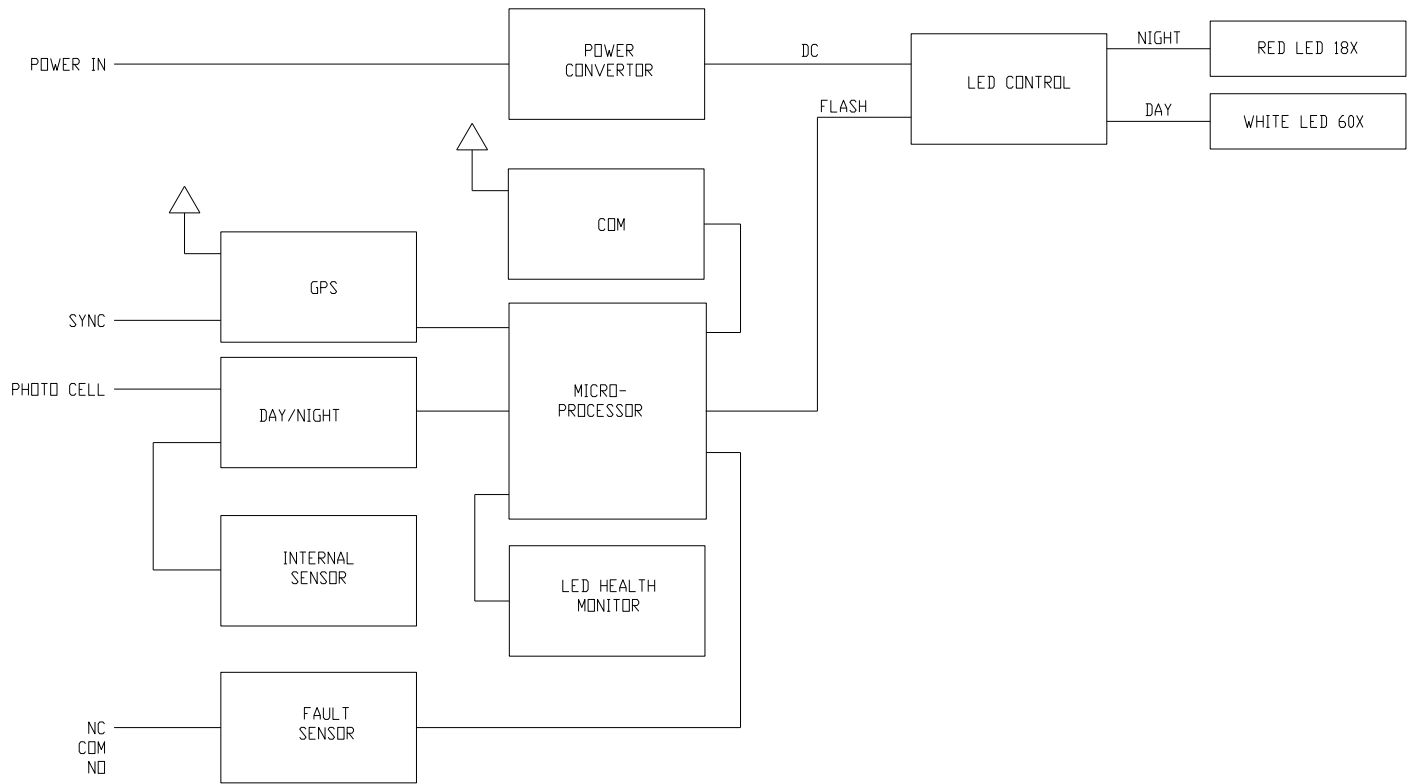 POWER IN
POWER
CONVERTOR
DC
FLASH
LED CONTROL
NIGHT
RED LED 18X
DAY
WHITE LED 60X
COM
GPS
SYNC
PHOTO CELL
DAY/NIGHT
MICRO-
PROCESSOR
INTERNAL
SENSOR
LED HEALTH
MONITOR
FAULT
SENSOR
NC
COM
NO